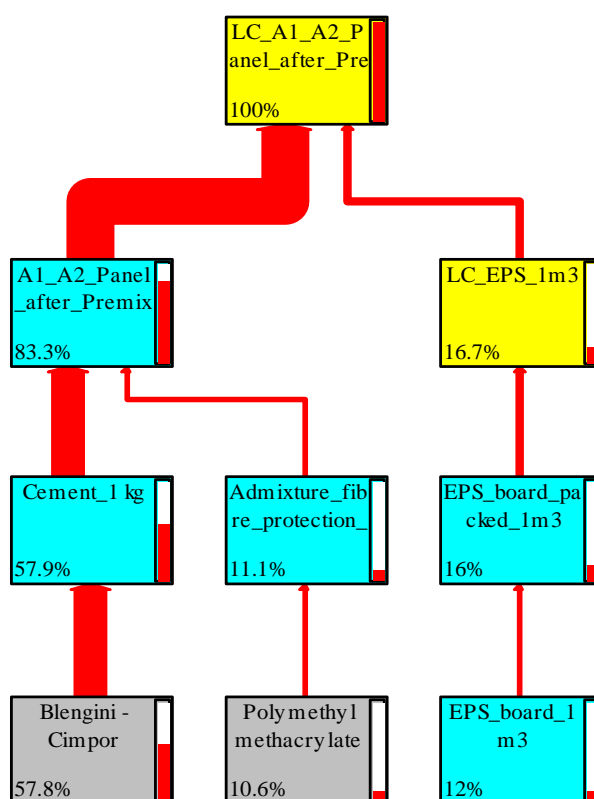 LC_A1_A2_P
anel_after_Pre
100%
A1_A2_Panel
_after_Premix
83.3%
LC_EPS_1m3
16.7%
Cement_1 kg
57.9%
Admixture_fib
re_protection_
11.1%
EPS_board_pa
cked_1m3
16%
Blengini -
Cimpor
57.8%
Polymethyl
methacrylate
10.6%
EPS_board_1
m3
12%